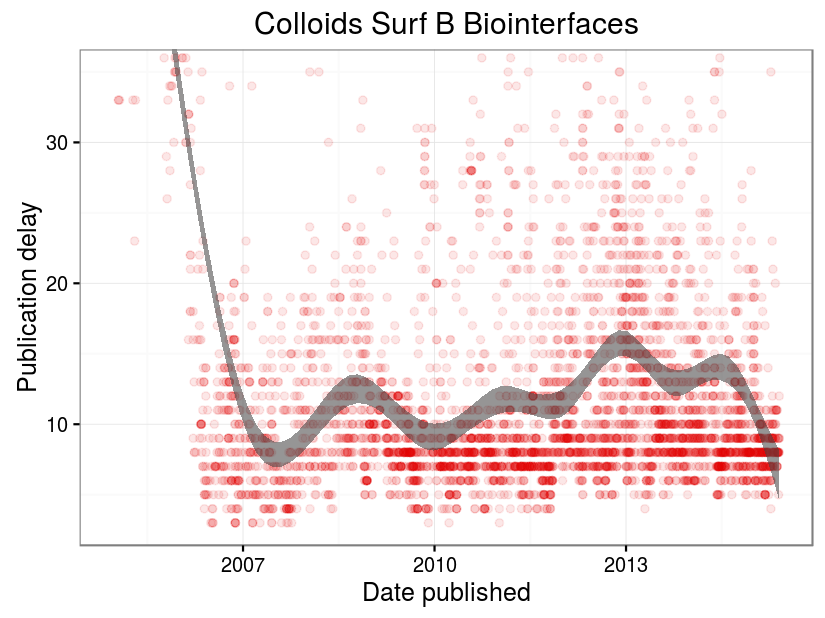 Colloids Surf B Biointerfaces
Publication delay
30
20
10
2007 2010 2013
Date published